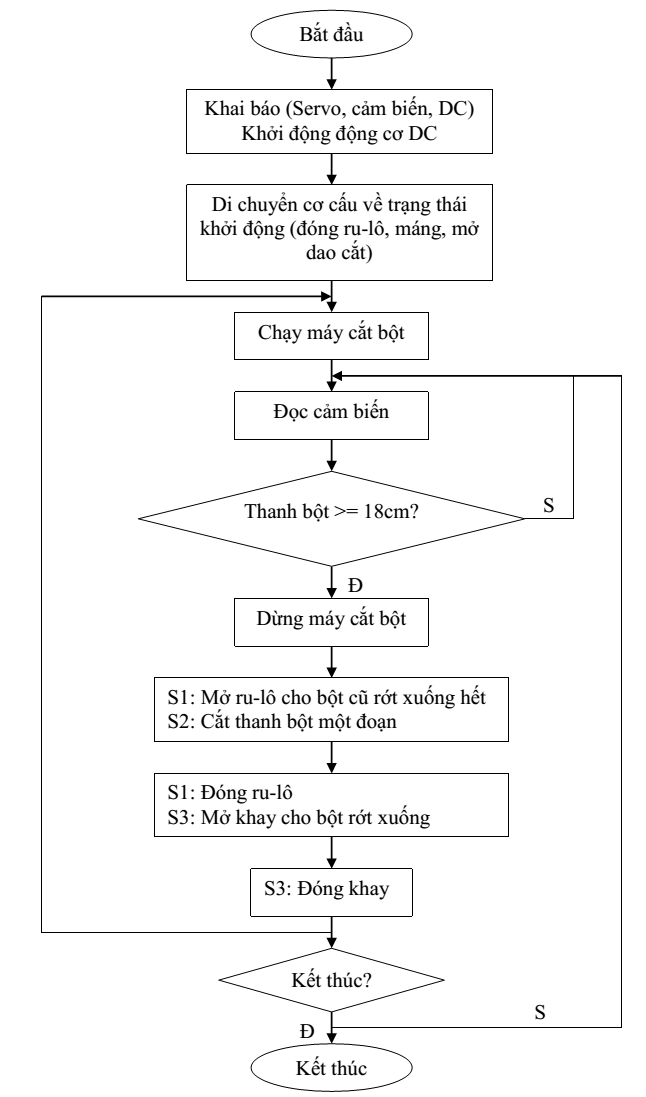 Bắt đầu
Khai báo (Servo, cảm biến, DC)
Khởi động động cơ DC
Di chuyển cơ cấu về trạng thái
khởi động (đóng ru-lô, máng, mở
dao cắt)
Chạy máy cắt bột
Đọc cảm biến
Thanh bột >= 18cm?
S
Đ
Dừng máy cắt bột
S1: Mở ru-lô cho bột cũ rớt xuống hết
S2: Cắt thanh bột một đoạn
S1: Đóng ru-lô
S3: Mở khay cho bột rớt xuống
S3: Đóng khay
Kết thúc?
S
Đ
Kết thúc